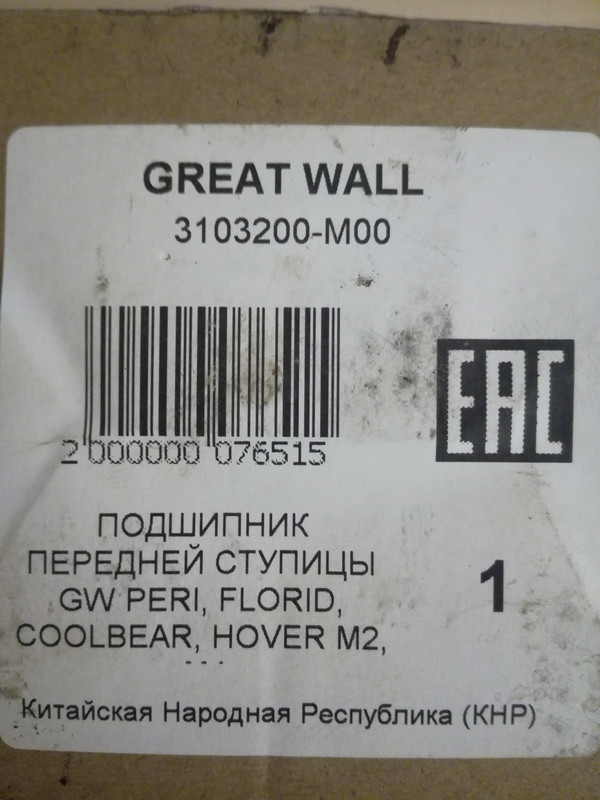 GREAT WALL
3103200-M00
EAC
2 000000 076515
ПОДШИПНИК
ПЕРЕДНЕЙ СТУПИЦЫ
GW PERI, FLORID,
COOLBEAR, HOVER M2,
1
Китайская Народная Республика (КНР)